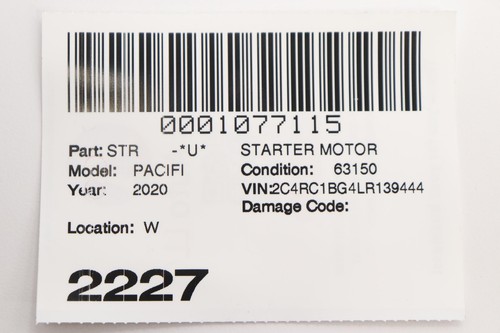 0001077115
Part: STR -*U* STARTER MOTOR
Model: PACIFI Condition: 63150
Year: 2020 VIN:2C4RC1BG4LR139444
Damage Code:
Location: W
2227